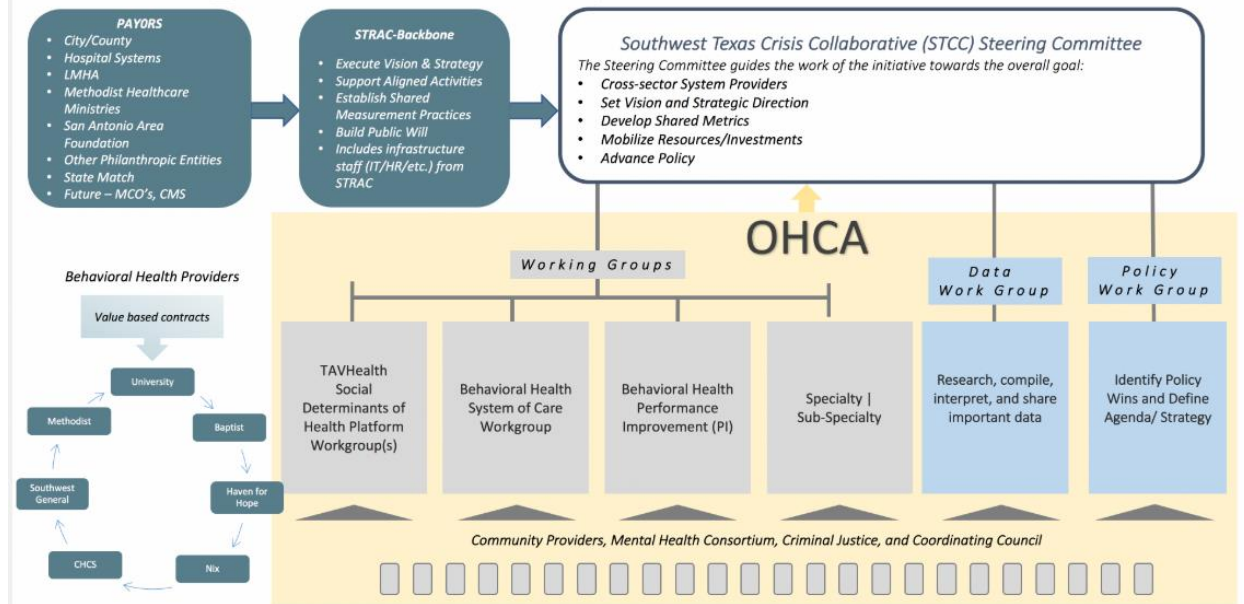 PAYORS
• City/County
• Hospital Systems
• LMHA
• Methodist Healthcare
Ministries
• San Antonio Area
Foundation
• Other Philanthropic Entities
• State Match
• Future – MCO's, CMS
STRAC-Backbone
• Execute Vision & Strategy
• Support Aligned Activities
• Establish Shared
Measurement Practices
• Build Public Will
• Includes infrastructure
staff (IT/HR/etc.) from
STRAC
Southwest Texas Crisis Collaborative (STCC) Steering Committee
The Steering Committee guides the work of the initiative towards the overall goal:
• Cross-sector System Providers
• Set Vision and Strategic Direction
• Develop Shared Metrics
• Mobilize Resources/Investments
• Advance Policy
OHCA
Working Groups
Data
Work Group
Policy
Work Group
Behavioral Health Providers
Value based contracts
University
Baptist
Haven for
Hope
Nix
CHCS
Southwest
General
Methodist
TAVHealth
Social
Determinants of
Health Platform
Workgroup(s)
Behavioral Health
System of Care
Workgroup
Behavioral Health
Performance
Improvement (PI)
Specialty |
Sub-Specialty
Research, compile,
interpret, and share
important data
Identify Policy
Wins and Define
Agenda/ Strategy
Community Providers, Mental Health Consortium, Criminal Justice, and Coordinating Council